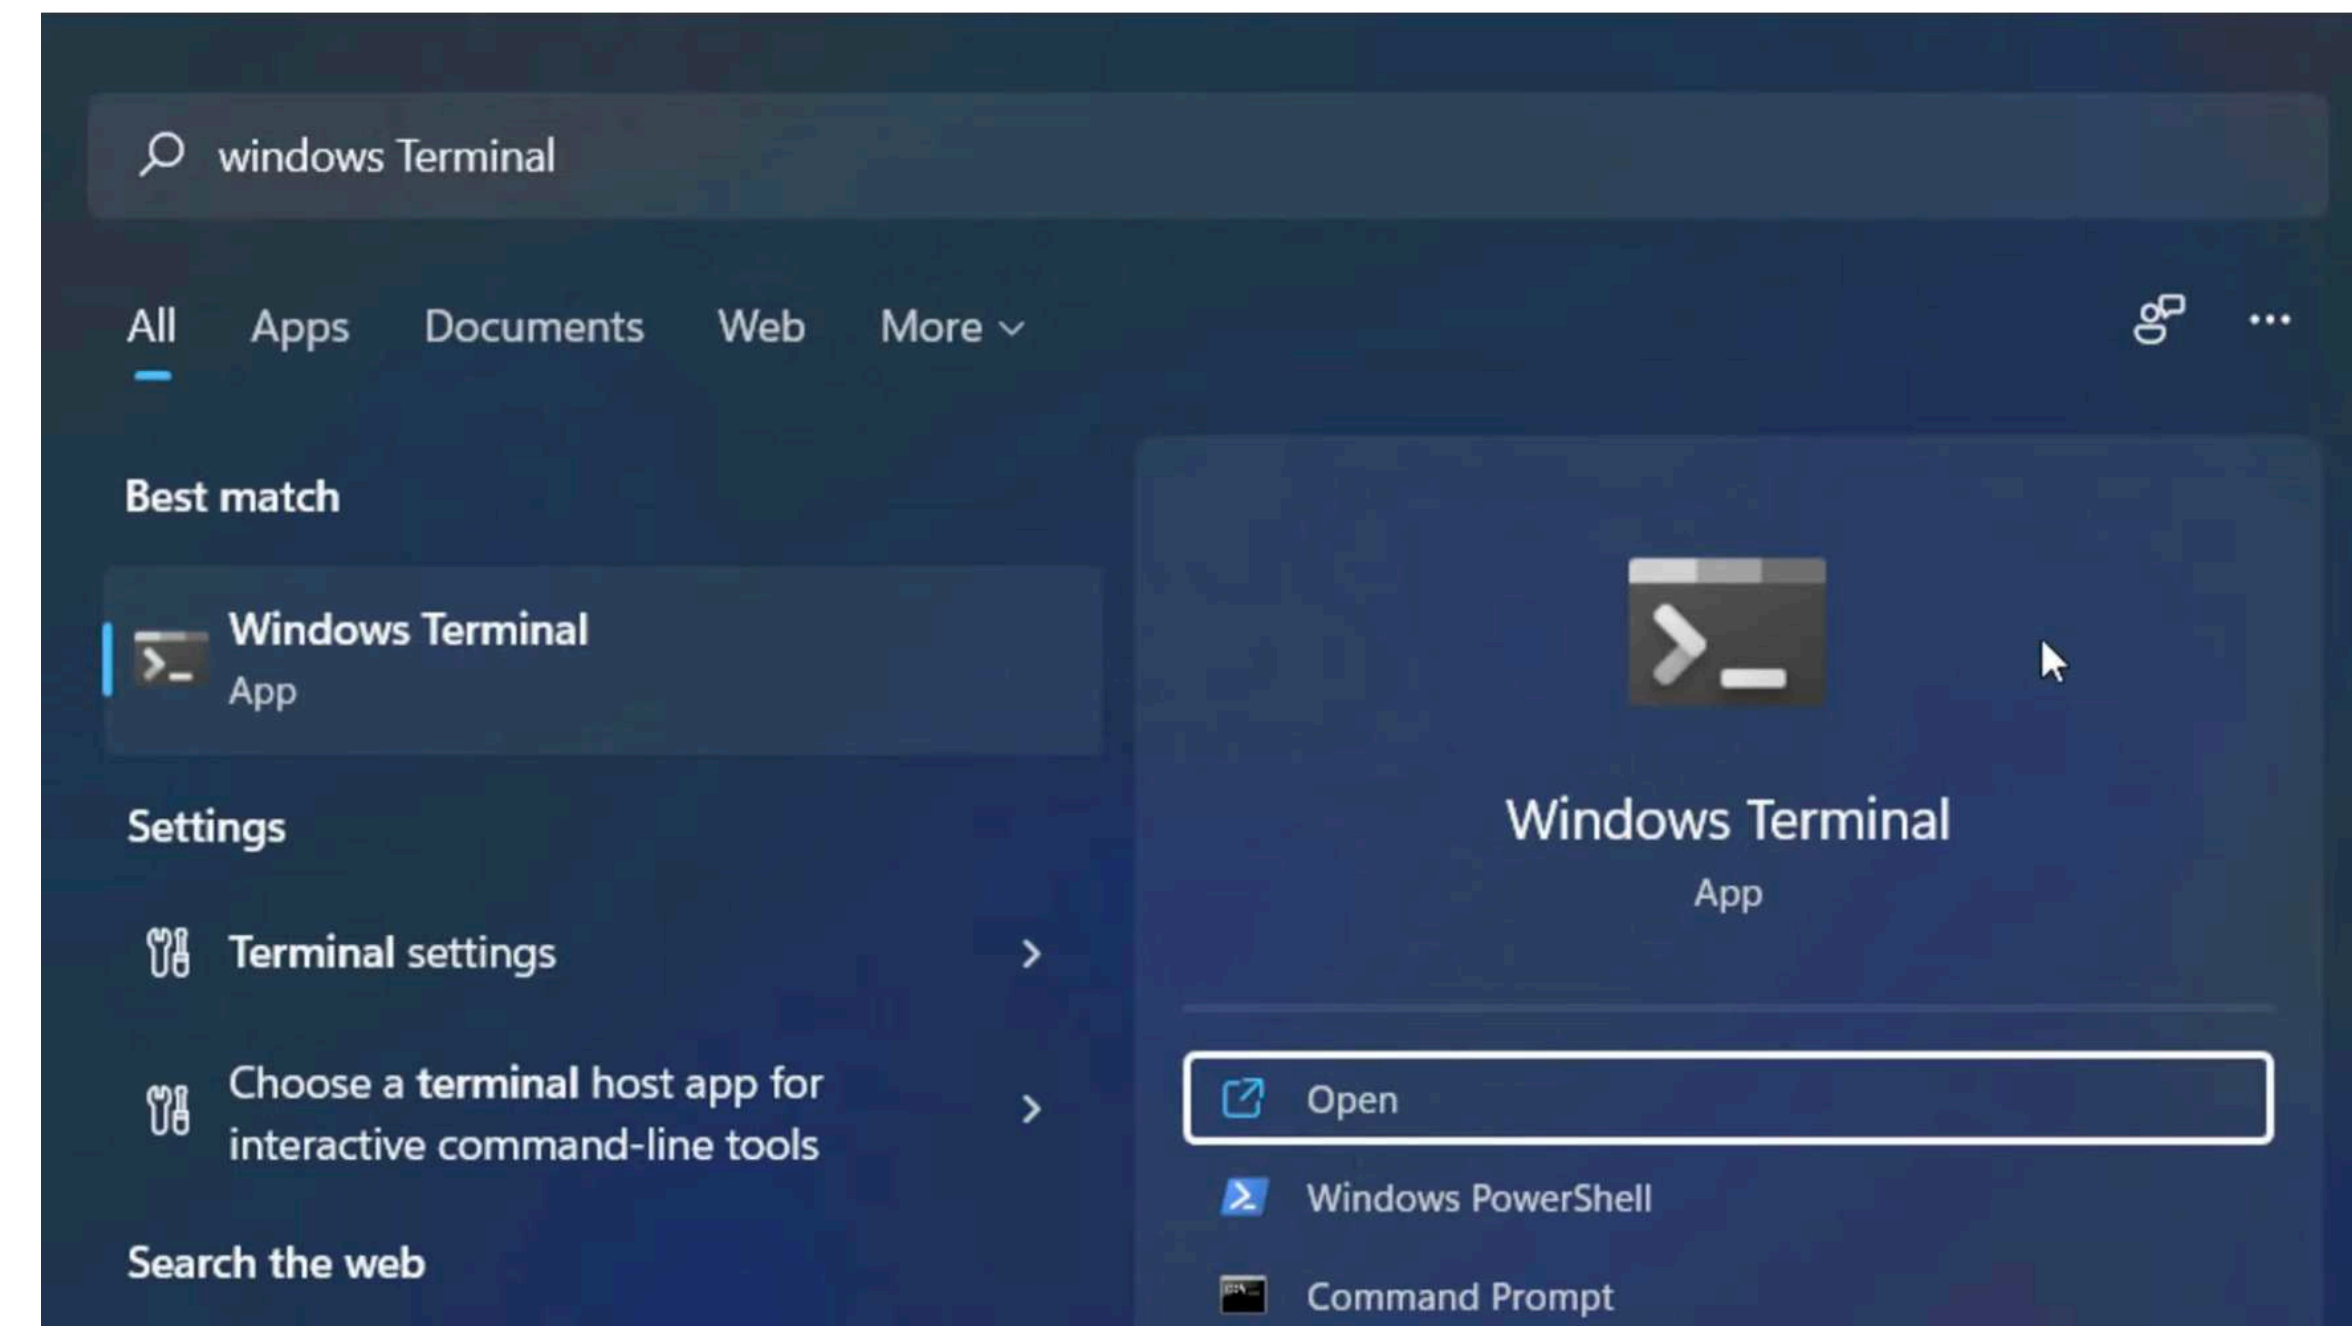 windows Terminal
All Apps Documents Web More
Best match
Windows Terminal
App
Settings
Terminal settings
Choose a terminal host app for
interactive command-line tools
Search the web
Windows Terminal
App
Open
Windows PowerShell
Command Prompt